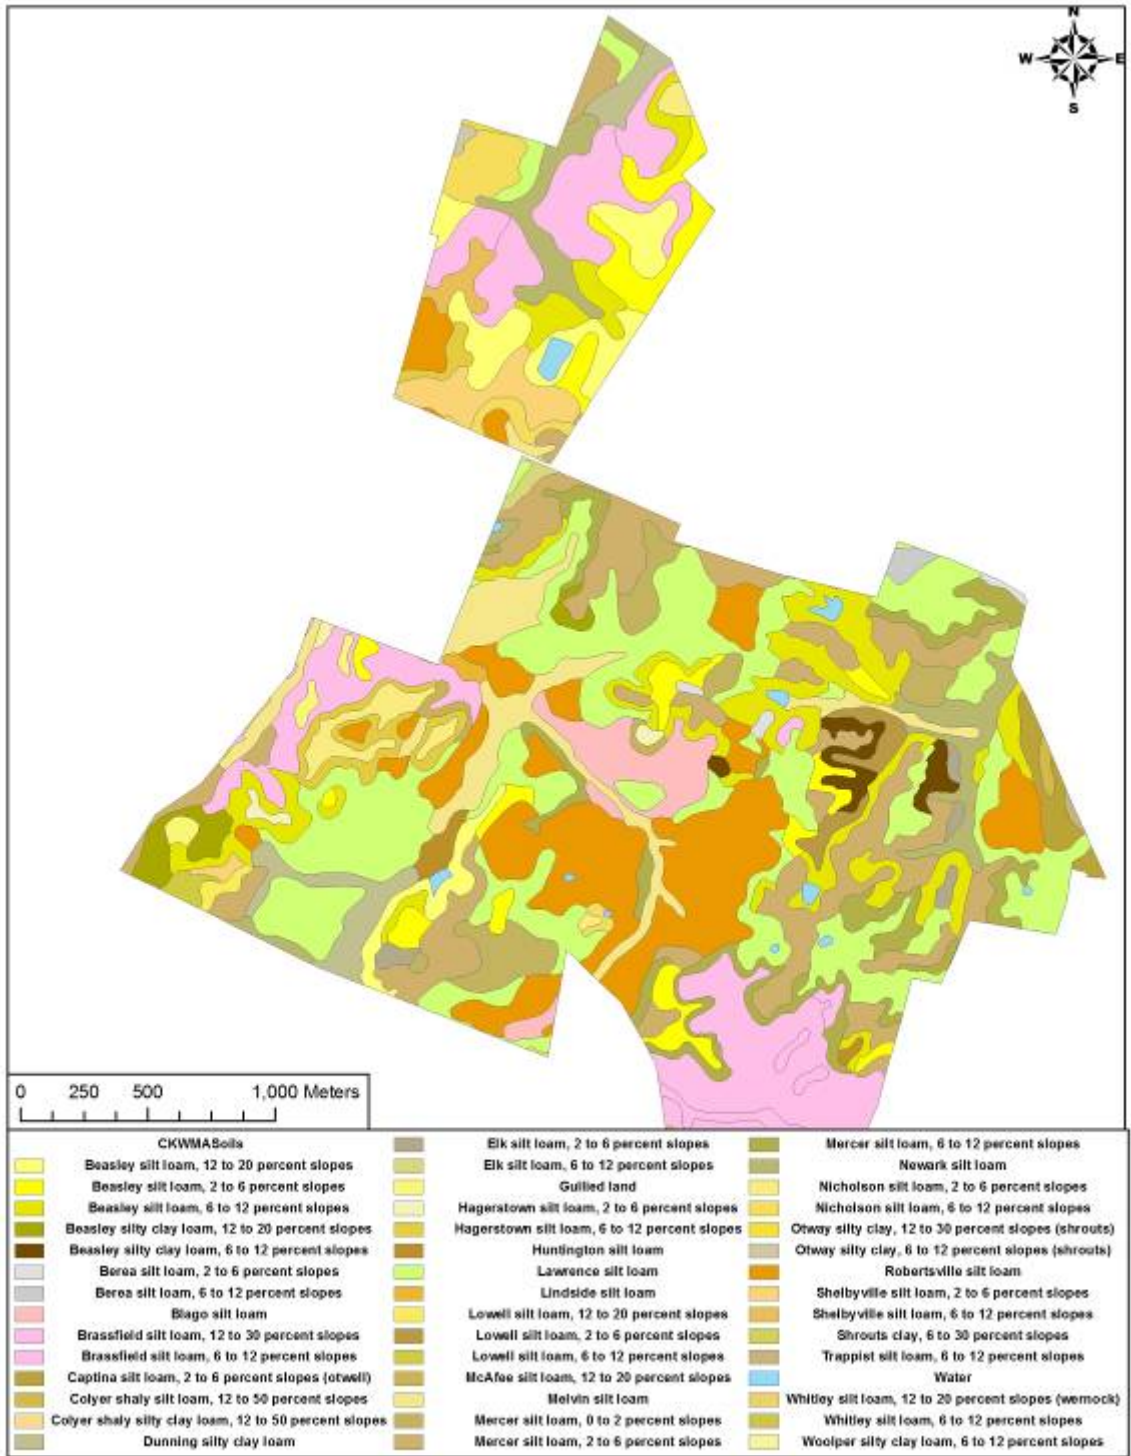 N
W E
S
0 250 500 1,000 Meters
CKWMASoils
Beasley silt loam, 12 to 20 percent slopes
Beasley silt loam, 2 to 6 percent slopes
Beasley silt loam, 6 to 12 percent slopes
Beasley silty clay loam, 12 to 20 percent slopes
Beasley silty clay loam, 6 to 12 percent slopes
Berea silt loam, 2 to 6 percent slopes
Berea silt loam, 6 to 12 percent slopes
Blago silt loam
Brassfield silt loam, 12 to 30 percent slopes
Brassfield silt loam, 6 to 12 percent slopes
Captina silt loam, 2 to 6 percent slopes (otwell)
Colyer shaly silt loam, 12 to 50 percent slopes
Colyer shaly silty clay loam, 12 to 50 percent slopes
Dunning silty clay loam
Elk silt loam, 2 to 6 percent slopes
Elk silt loam, 6 to 12 percent slopes
Gullied land
Hagerstown silt loam, 2 to 6 percent slopes
Hagerstown silt loam, 6 to 12 percent slopes
Huntington silt loam
Lawrence silt loam
Lindside silt loam
Lowell silt loam, 12 to 20 percent slopes
Lowell silt loam, 2 to 6 percent slopes
Lowell silt loam, 6 to 12 percent slopes
McAfee silt loam, 12 to 20 percent slopes
Melvin silt loam
Mercer silt loam, 0 to 2 percent slopes
Mercer silt loam, 2 to 6 percent slopes
Mercer silt loam, 6 to 12 percent slopes
Newark silt loam
Nicholson silt loam, 2 to 6 percent slopes
Nicholson silt loam, 6 to 12 percent slopes
Otway silty clay, 12 to 30 percent slopes (shrouts)
Otway silty clay, 6 to 12 percent slopes (shrouts)
Robertsville silt loam
Shelbyville silt loam, 2 to 6 percent slopes
Shelbyville silt loam, 6 to 12 percent slopes
Shrouts clay, 6 to 30 percent slopes
Trappist silt loam, 6 to 12 percent slopes
Water
Whitley silt loam, 12 to 20 percent slopes (wernock)
Whitley silt loam, 6 to 12 percent slopes
Woolper silty clay loam, 6 to 12 percent slopes